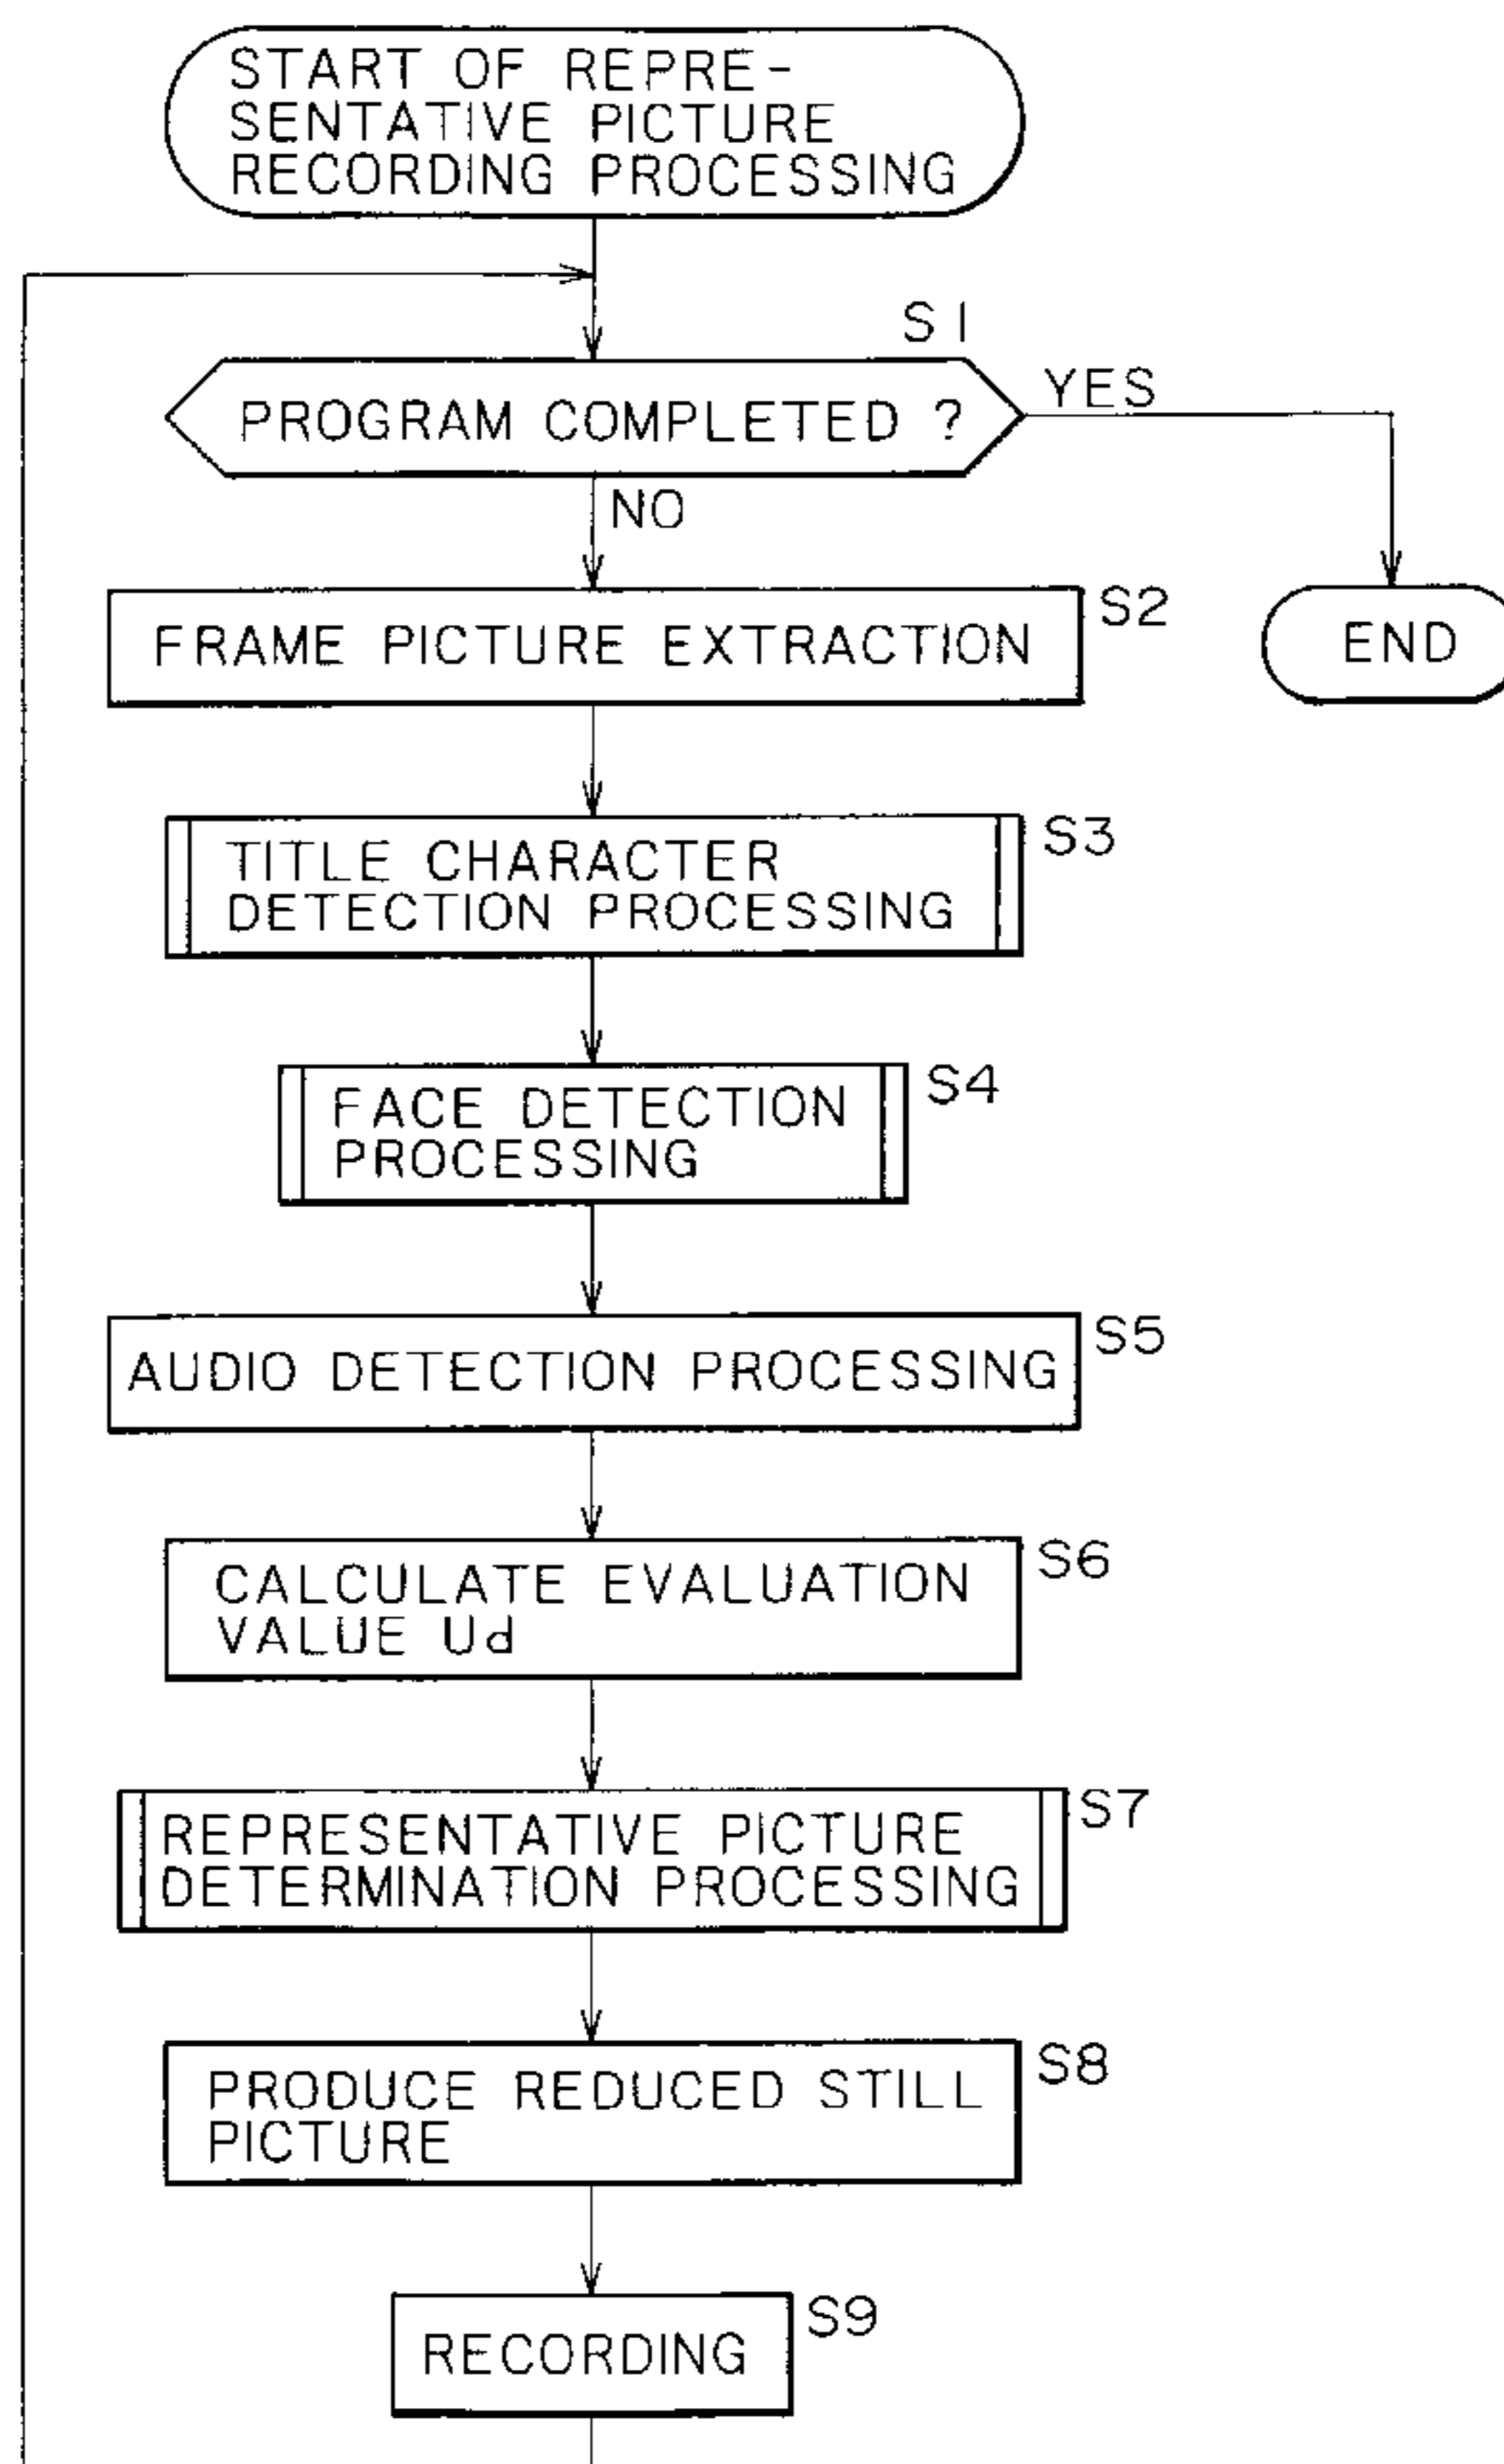 START OF REPRE-
SENTATIVE PICTURE
RECORDING PROCESSING
S1
PROGRAM COMPLETED ?
YES
NO
S2
FRAME PICTURE EXTRACTION
END
S3
TITLE CHARACTER
DETECTION PROCESSING
S4
FACE DETECTION
PROCESSING
S5
AUDIO DETECTION PROCESSING
S6
CALCULATE EVALUATION
VALUE Ud
S7
REPRESENTATIVE PICTURE
DETERMINATION PROCESSING
S8
PRODUCE REDUCED STILL
PICTURE
S9
RECORDING